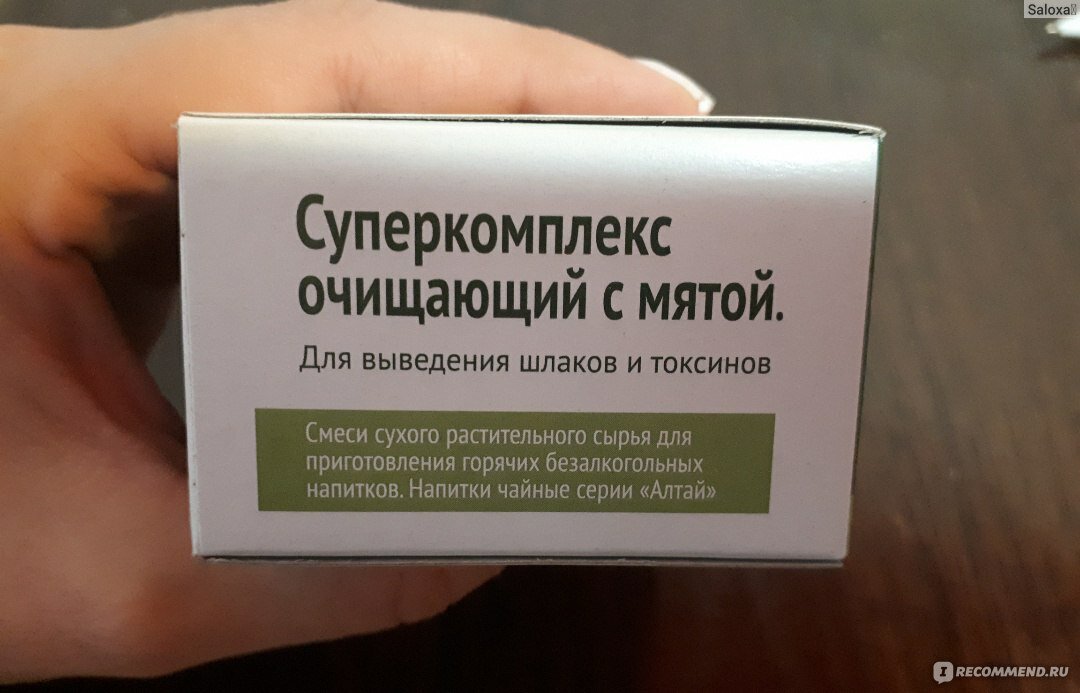 Saloxa
Суперкомплекс
очищающий с мятой.
Для выведения шлаков и токсинов
Смеси сухого растительного сырья для
приготовления горячих безалкогольных
напитков. Напитки чайные серии «Алтай»
IRECOMMEND.RU